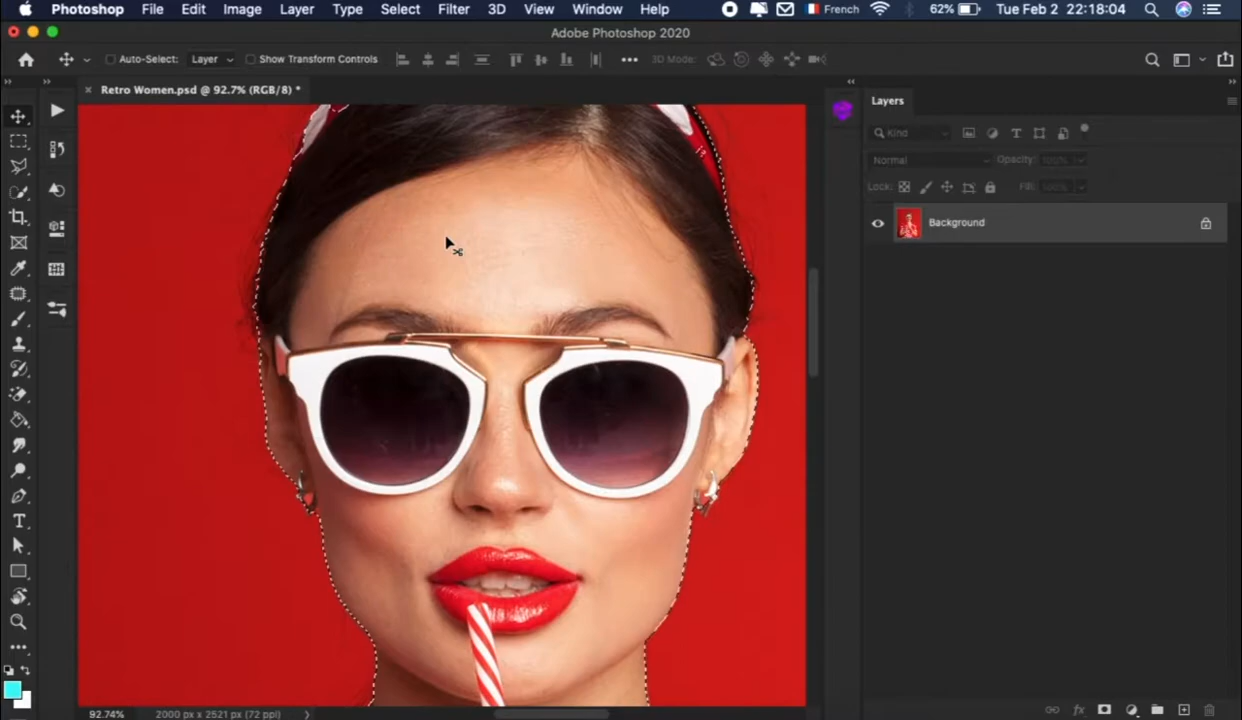 Photoshop File Edit Image Layer Type Select Filter 3D View Window Help French 62% Tue Feb 2 22:18:04
Adobe Photoshop 2020
Auto-Select: Layer Show Transform Controls 3D Mode:
Retro Women.psd @ 92.7% (RGB/8) *
Layers
Kind
Normal Opacity: 100%
Lock: Fill: 100%
Background
92.74% 2000 px x 2521 px (72 ppi)